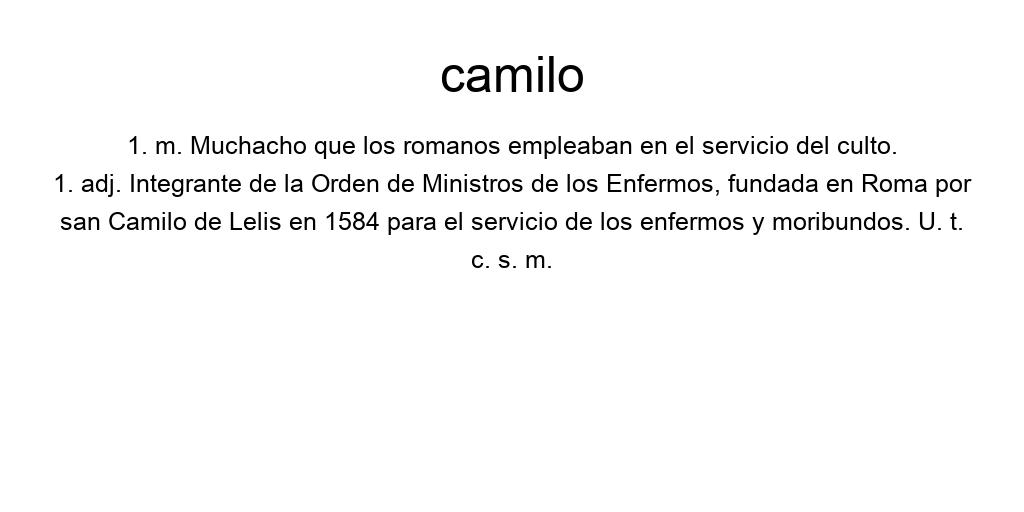 camilo
1. m. Muchacho que los romanos empleaban en el servicio del culto.
1. adj. Integrante de la Orden de Ministros de los Enfermos, fundada en Roma por
san Camilo de Lelis en 1584 para el servicio de los enfermos y moribundos. U. t.
c. s. m.